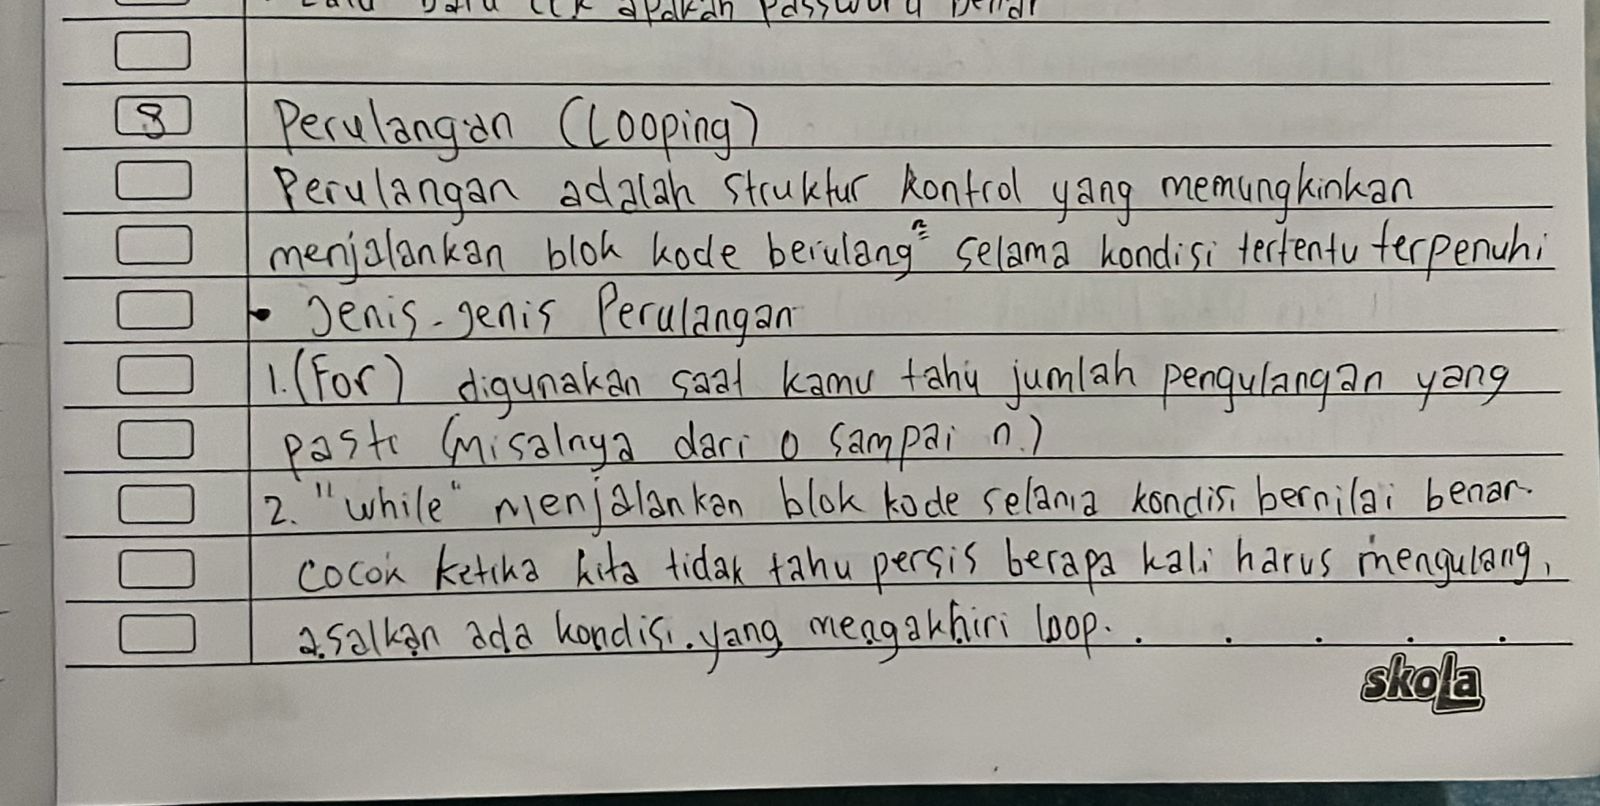 baru cek apakah password benar
8 Perulangan (Looping)
Perulangan adalah struktur kontrol yang memungkinkan
menjalankan blok kode berulang² selama kondisi tertentu terpenuhi
• Jenis-jenis Perulangan
1. (For) digunakan saat kamu tahu jumlah pengulangan yang
pasti (misalnya dari 0 sampai n.)
2. "while" menjalankan blok kode selama kondisi bernilai benar.
cocok ketika kita tidak tahu persis berapa kali harus mengulang,
asalkan ada kondisi yang mengakhiri loop. . . . . .
skola